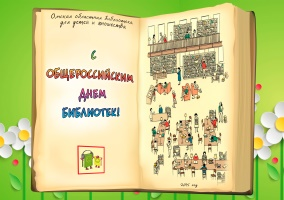 Омская областная библиотека
для детей и юношества
С
ОБЩЕРОССИЙСКИМ
ДНЕМ
БИБЛИОТЕК!